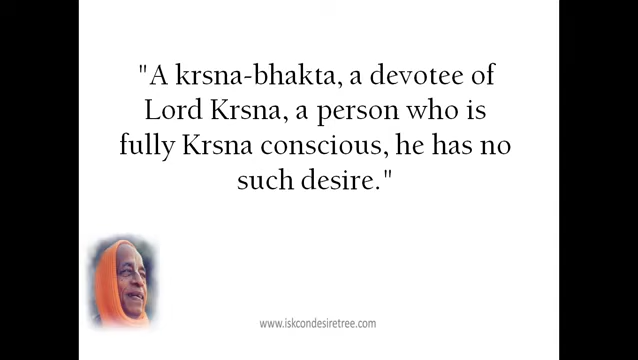 "A krsna-bhakta, a devotee of
Lord Krsna, a person who is
fully Krsna conscious, he has no
such desire."
www.iskcondesiretree.com